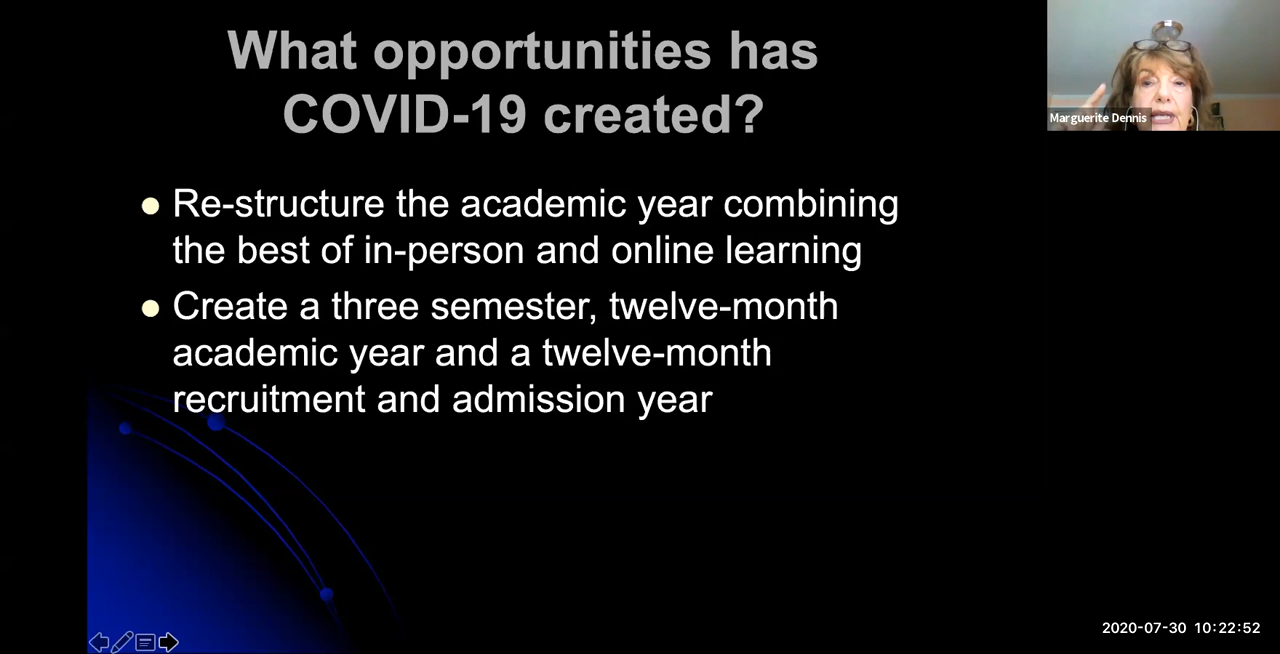 What opportunities has
COVID-19 created?
Marguerite Dennis
Re-structure the academic year combining
the best of in-person and online learning
Create a three semester, twelve-month
academic year and a twelve-month
recruitment and admission year
2020-07-30 10:22:52